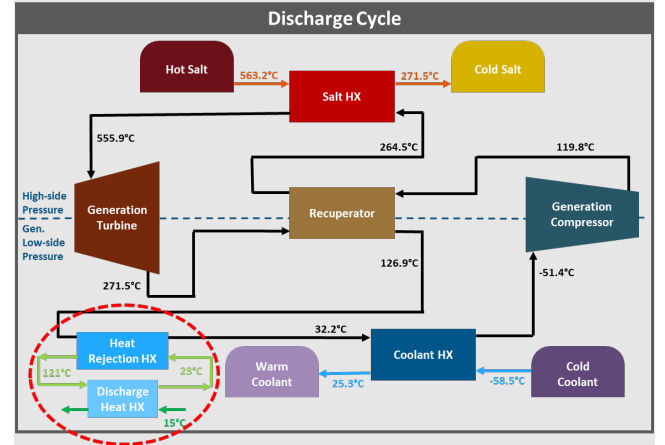 Discharge Cycle
Hot Salt
563.2°C
Salt HX
271.5°C
Cold Salt
555.9°C
264.5°C
119.8°C
High-side
Pressure
Gen.
Low-side
Pressure
Generation
Turbine
Recuperator
Generation
Compressor
271.5°C
126.9°C
-51.4°C
32.2°C
Heat
Rejection HX
121°C
23°C
Discharge
Heat HX
15°C
Warm
Coolant
25.3°C
Coolant HX
-58.5°C
Cold
Coolant